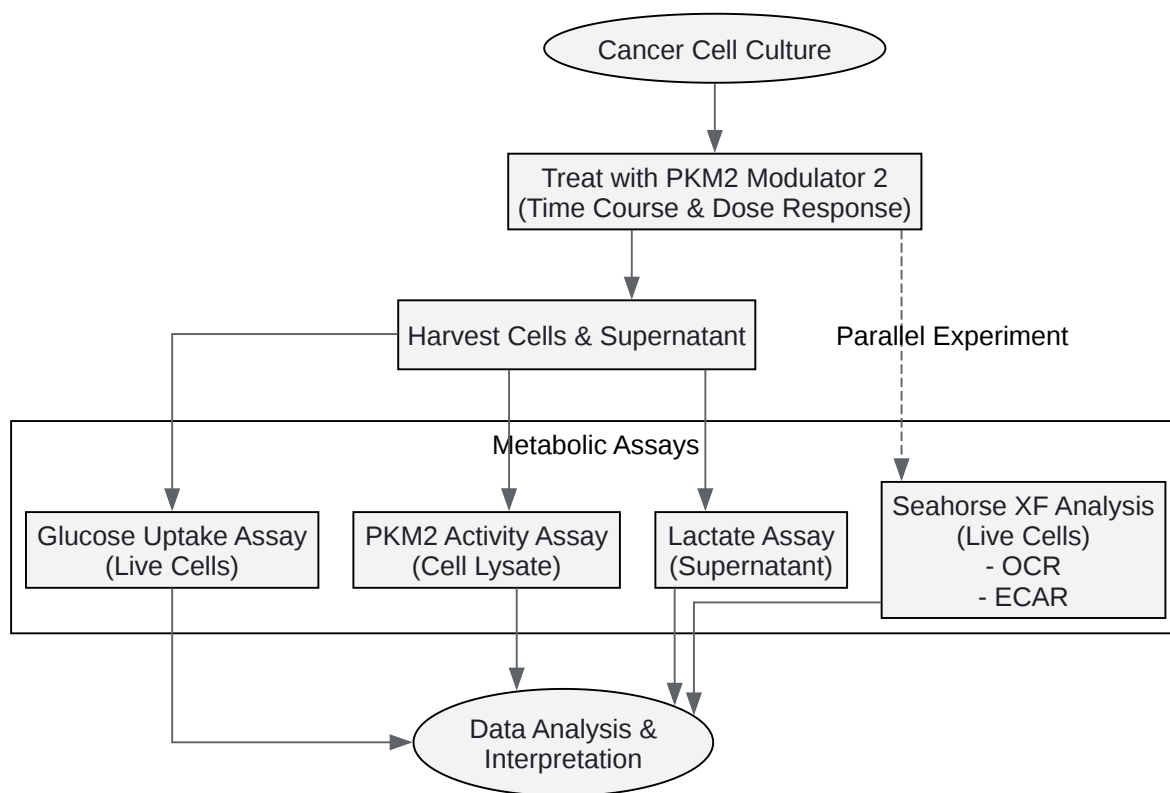 Cancer Cell Culture
Treat with PKM2 Modulator 2
(Time Course & Dose Response)
Harvest Cells & Supernatant
Parallel Experiment
Metabolic Assays
Glucose Uptake Assay
(Live Cells)
PKM2 Activity Assay
(Cell Lysate)
Lactate Assay
(Supernatant)
Seahorse XF Analysis
(Live Cells)
- OCR
- ECAR
Data Analysis &
Interpretation